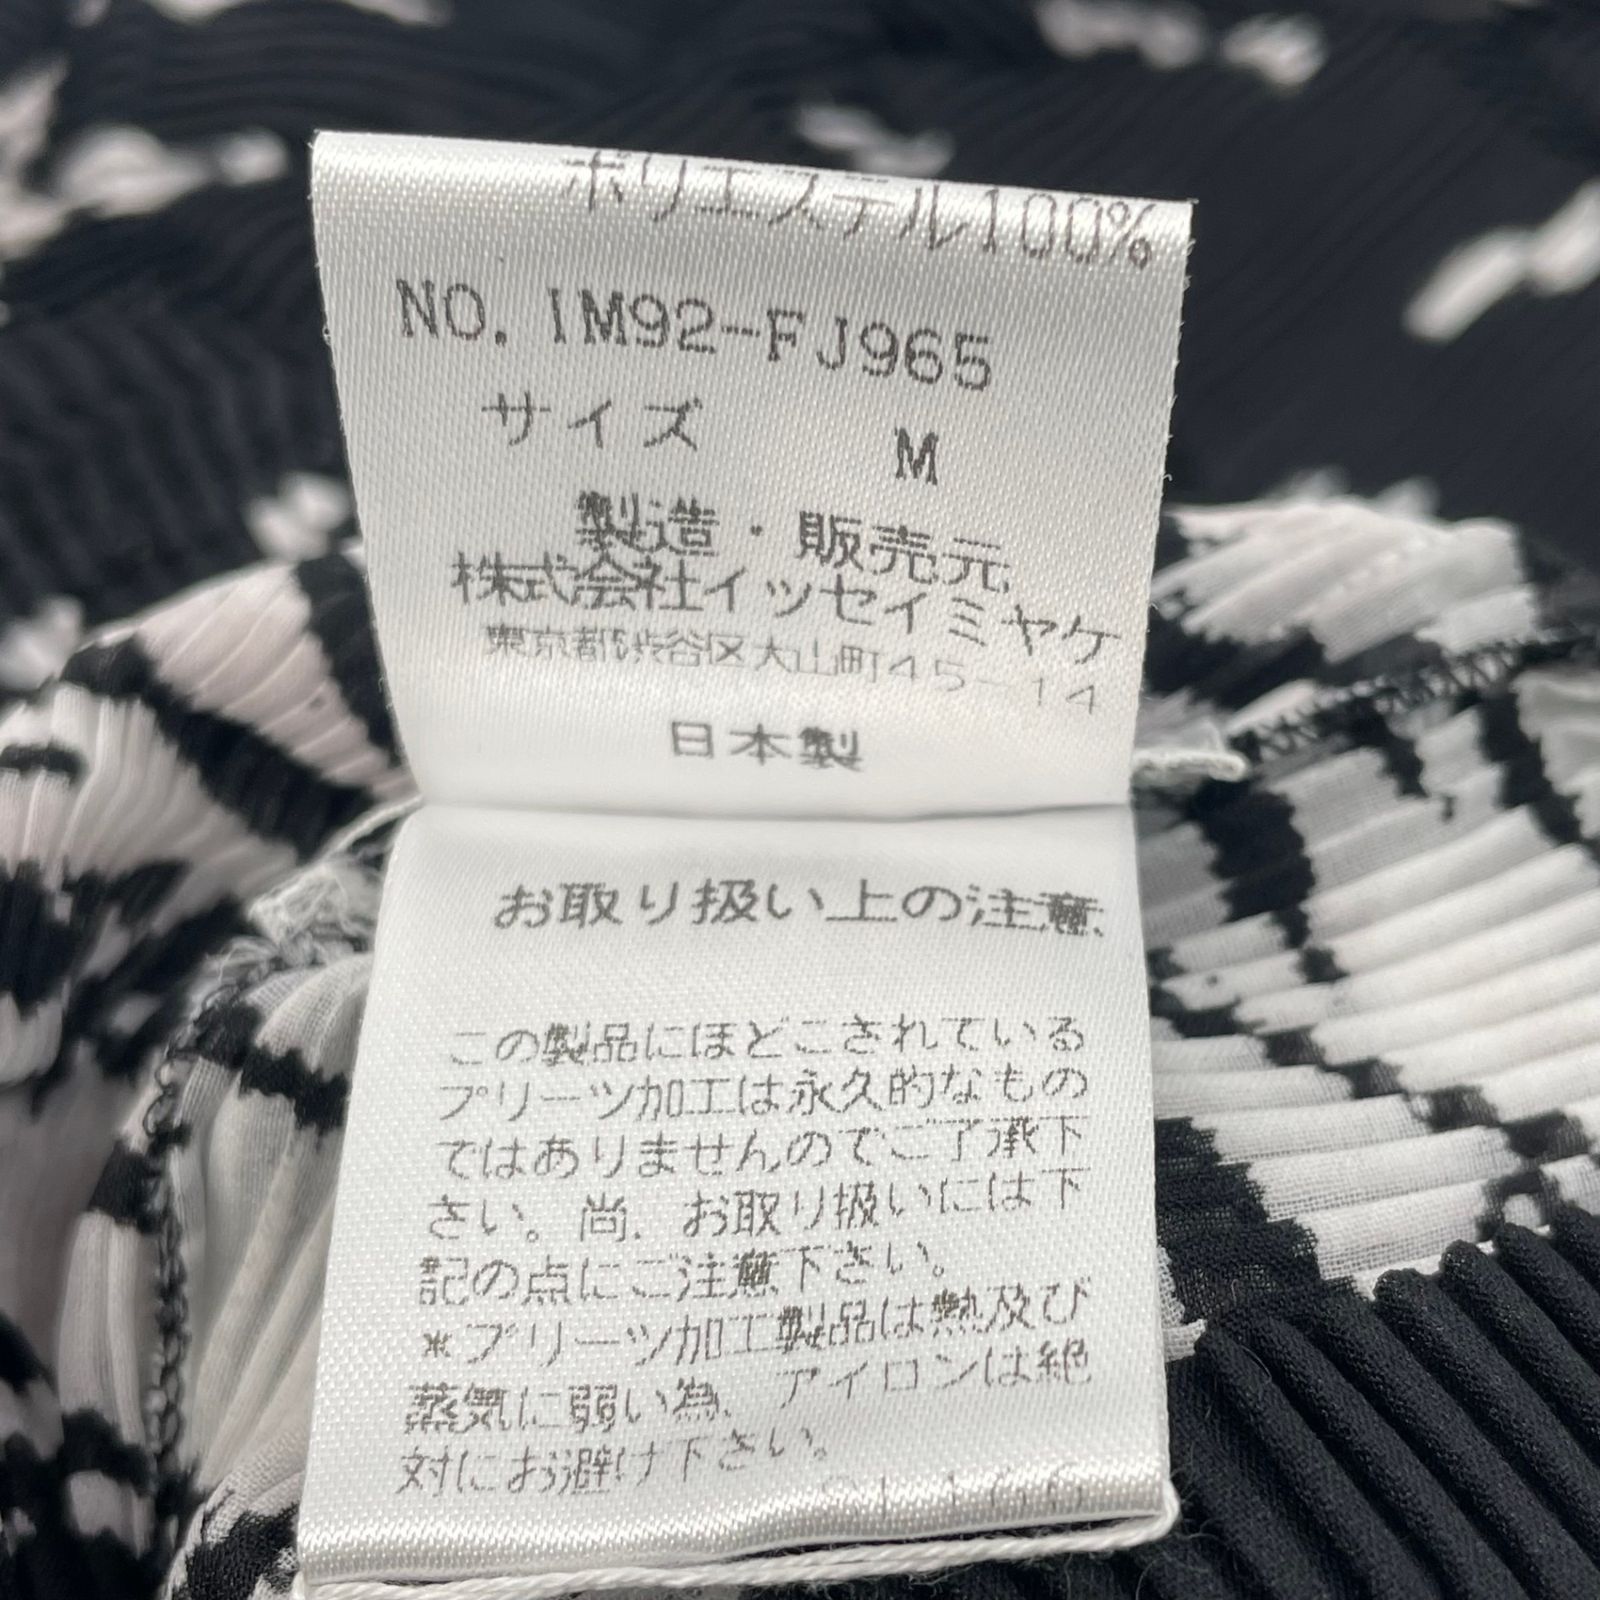 ポリエステル100%
NO. IM92-FJ965
サイズ M
製造・販売元
株式会社イッセイミヤケ
東京都渋谷区大山町45-14
日本製
お取り扱い上の注意
この製品にほどこされている
プリーツ加工は永久的なもの
ではありませんのでご了承下
さい。尚、お取り扱いには下
記の点にご注意下さい。
*プリーツ加工製品は熱及び
蒸気に弱い為、アイロンは絶
対にお避け下さい。